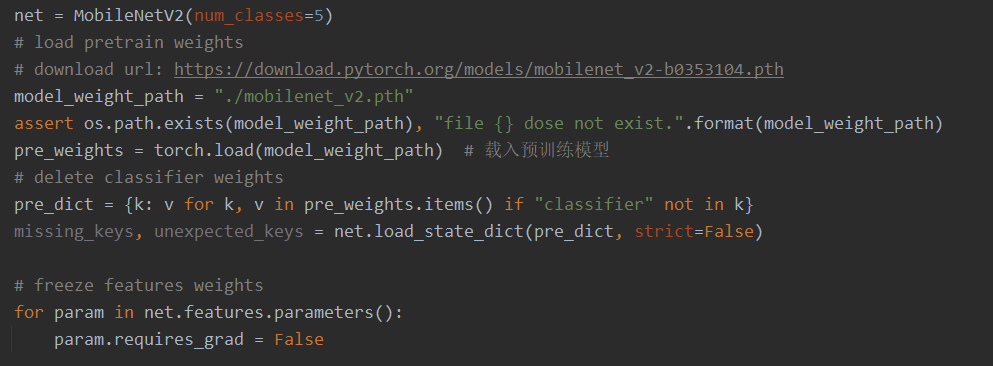 net = MobileNetV2(num_classes=5)
# load pretrain weights
# download url: https://download.pytorch.org/models/mobilenet_v2-b0353104.pth
model_weight_path = "./mobilenet_v2.pth"
assert os.path.exists(model_weight_path), "file {} dose not exist.".format(model_weight_path)
pre_weights = torch.load(model_weight_path)  # 载入预训练模型
# delete classifier weights
pre_dict = {k: v for k, v in pre_weights.items() if "classifier" not in k}
missing_keys, unexpected_keys = net.load_state_dict(pre_dict, strict=False)
# freeze features weights
for param in net.features.parameters():
    param.requires_grad = False